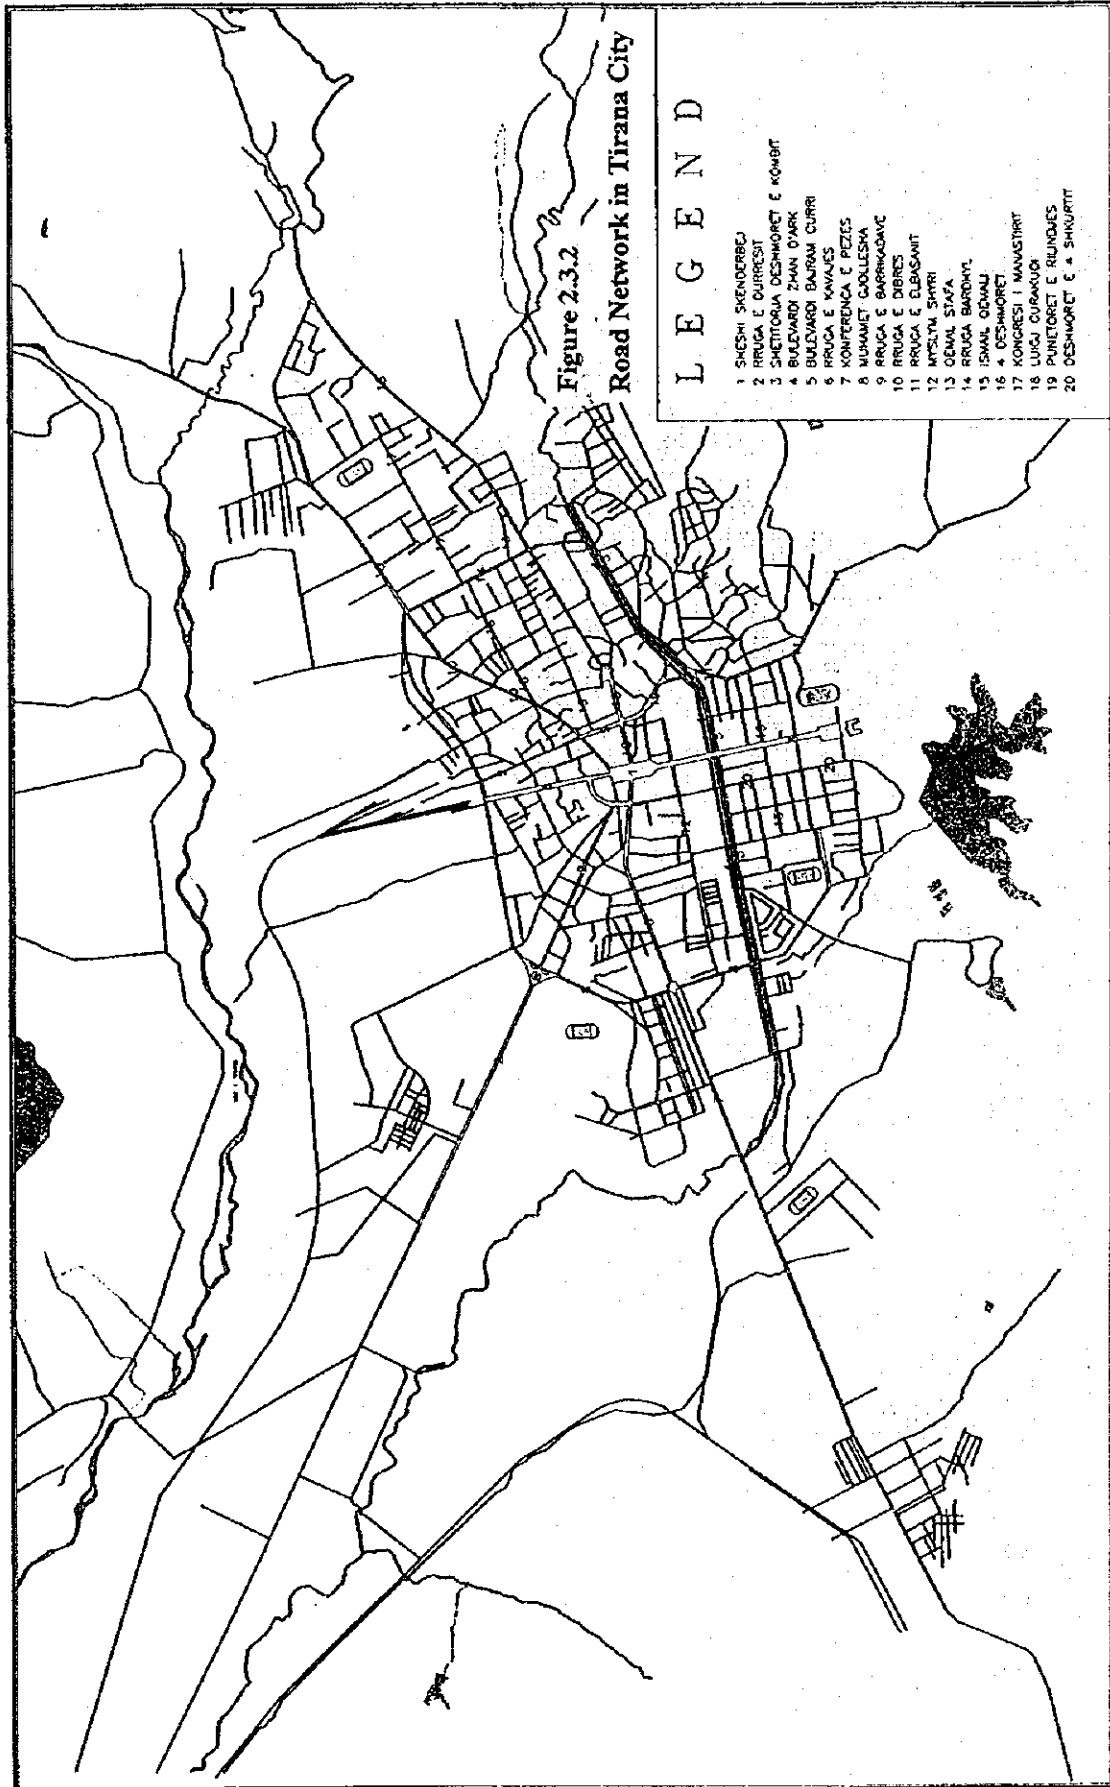 Figure 2.3.2
Road Network in Tirana City
LEGEND
1 SHESHI SKENDERBEJ
2 RRUGA E DURRESIT
3 SHETITORJA DESHMORET E KOMBIT
4 BULEVARDI ZHAN D'ARK
5 BULEVARDI BAJRAM CURRI
6 RRUGA E KAVAJES
7 KONFERENCA E PEZES
8 MUHAMET GJOLLESHA
9 RRUGA E BARRIKADAVE
10 RRUGA E DIBRES
11 RRUGA E ELBASANIT
12 MYSLYM SHYRI
13 QEMAL STAFA
14 RRUGA BARDHYL
15 ISMAIL QEMALI
16 4 DESHMORET
17 KONGRESI I MANASTIRIT
18 LUIGJ GURAKUQI
19 PUNETORET E RILINDJES
20 DESHMORET E 4 SHKURTIT